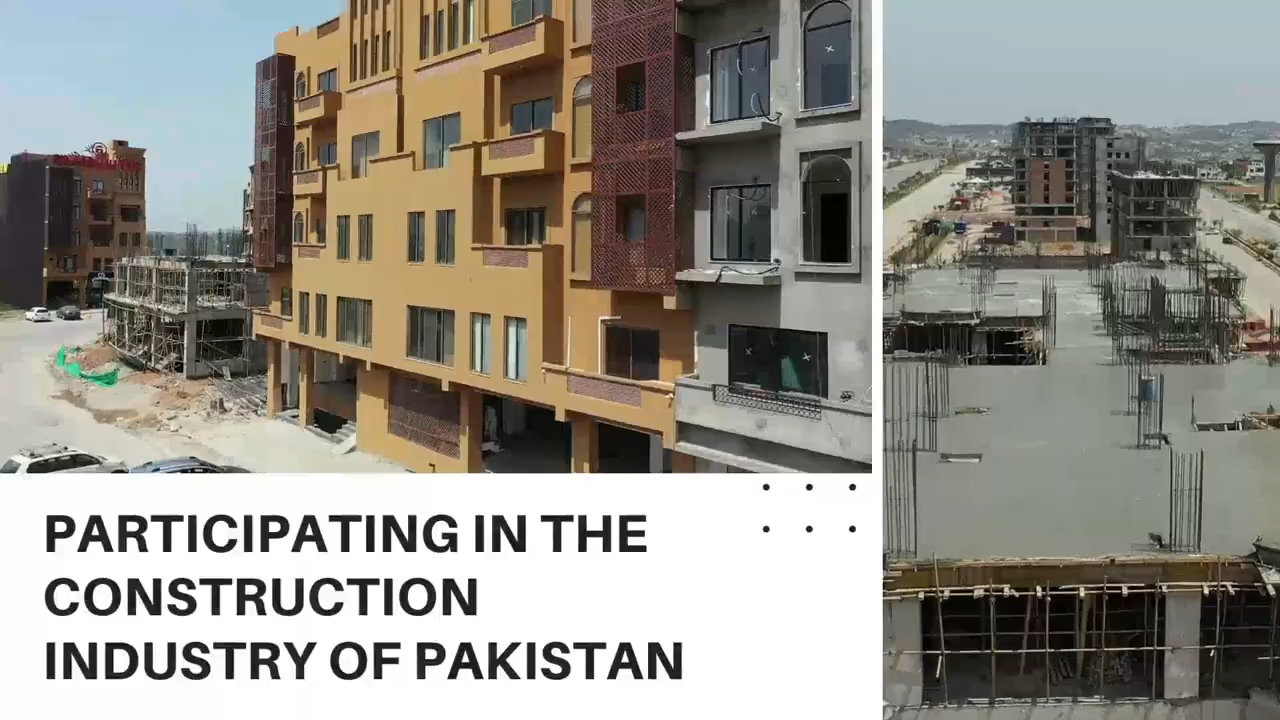 PARTICIPATING IN THE
CONSTRUCTION
INDUSTRY OF PAKISTAN